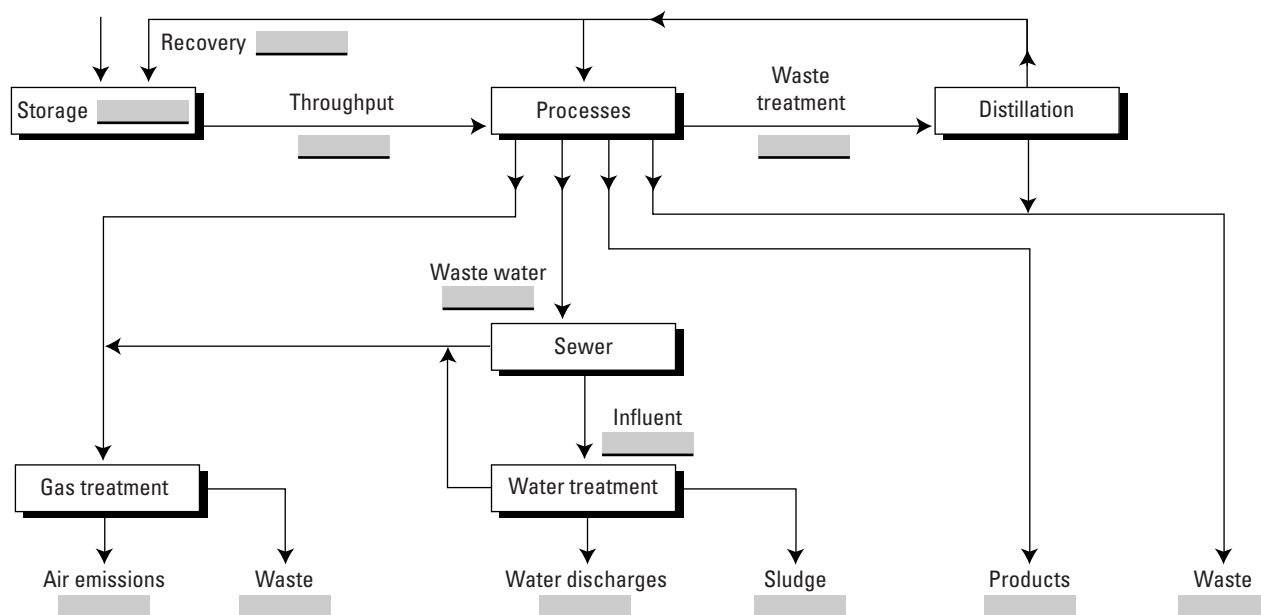 Recovery
Storage
Throughput
Processes
Waste
treatment
Distillation
Waste water
Sewer
Influent
Gas treatment
Water treatment
Air emissions
Waste
Water discharges
Sludge
Products
Waste